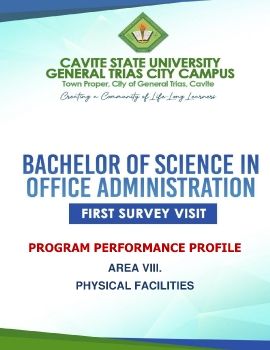 CAVITE STATE UNIVERSITY
GENERAL TRIAS CITY CAMPUS
Town Proper, City of General Trias, Cavite
Creating a Community of Life-Long Learners
BACHELOR OF SCIENCE IN
OFFICE ADMINISTRATION
FIRST SURVEY VISIT
PROGRAM PERFORMANCE PROFILE
AREA VIII.
PHYSICAL FACILITIES